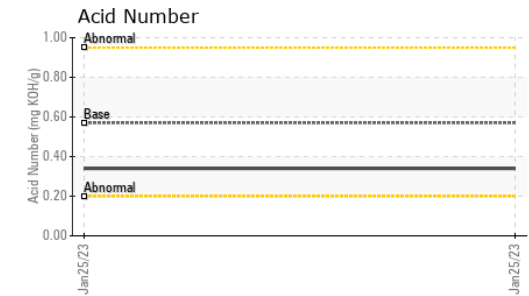 Acid Number
1.00
Abnormal
0.80
0.60
Base
0.40
Abnormal
0.20
0.00
Acid Number (mg KOH/g)
Jan25/23
Jan25/23